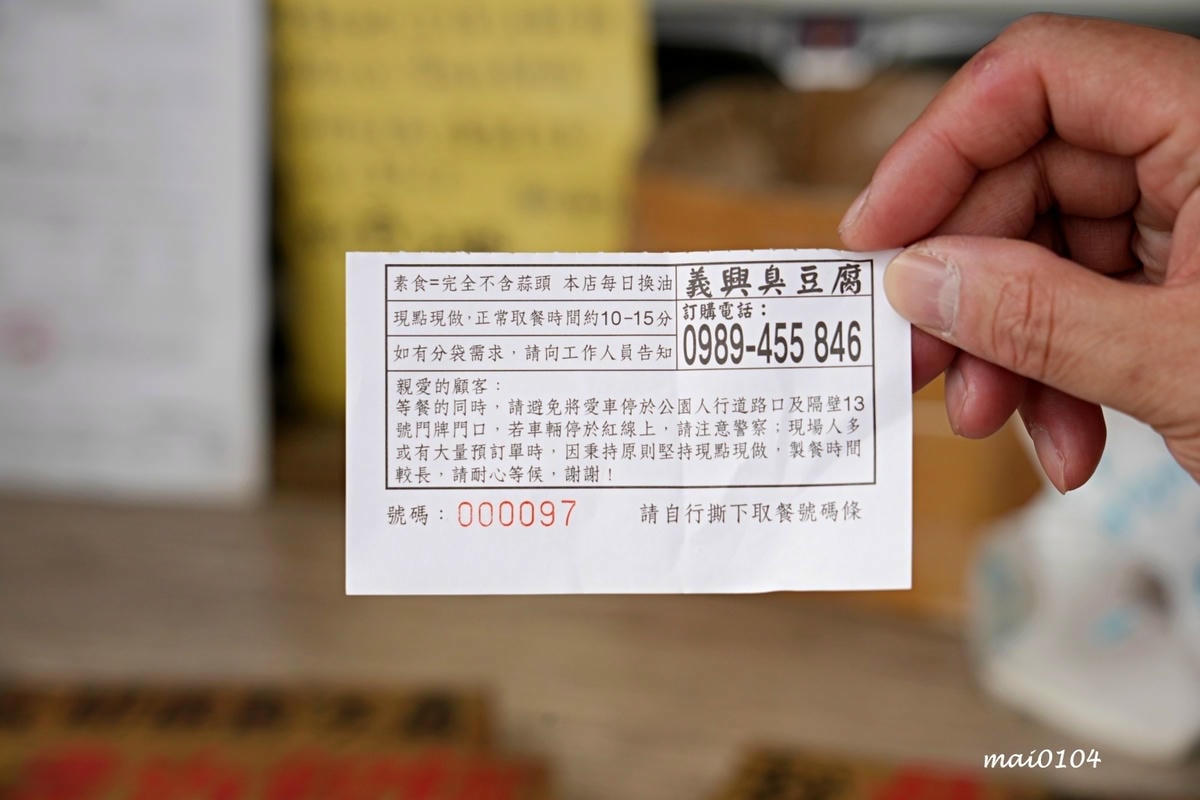 素食=完全不含蒜頭 本店每日換油
現點現做,正常取餐時間約10-15分
如有分袋需求,請向工作人員告知
義興臭豆腐
訂購電話:
0989-455 846
親愛的顧客:
等餐的同時,請避免將愛車停於公園人行道路口及隔壁13
號門牌門口,若車輛停於紅線上,請注意警察;現場人多
或有大量預訂單時,因秉持原則堅持現點現做,製餐時間
較長,請耐心等候,謝謝!
號碼:000097 請自行撕下取餐號碼條
mai0104